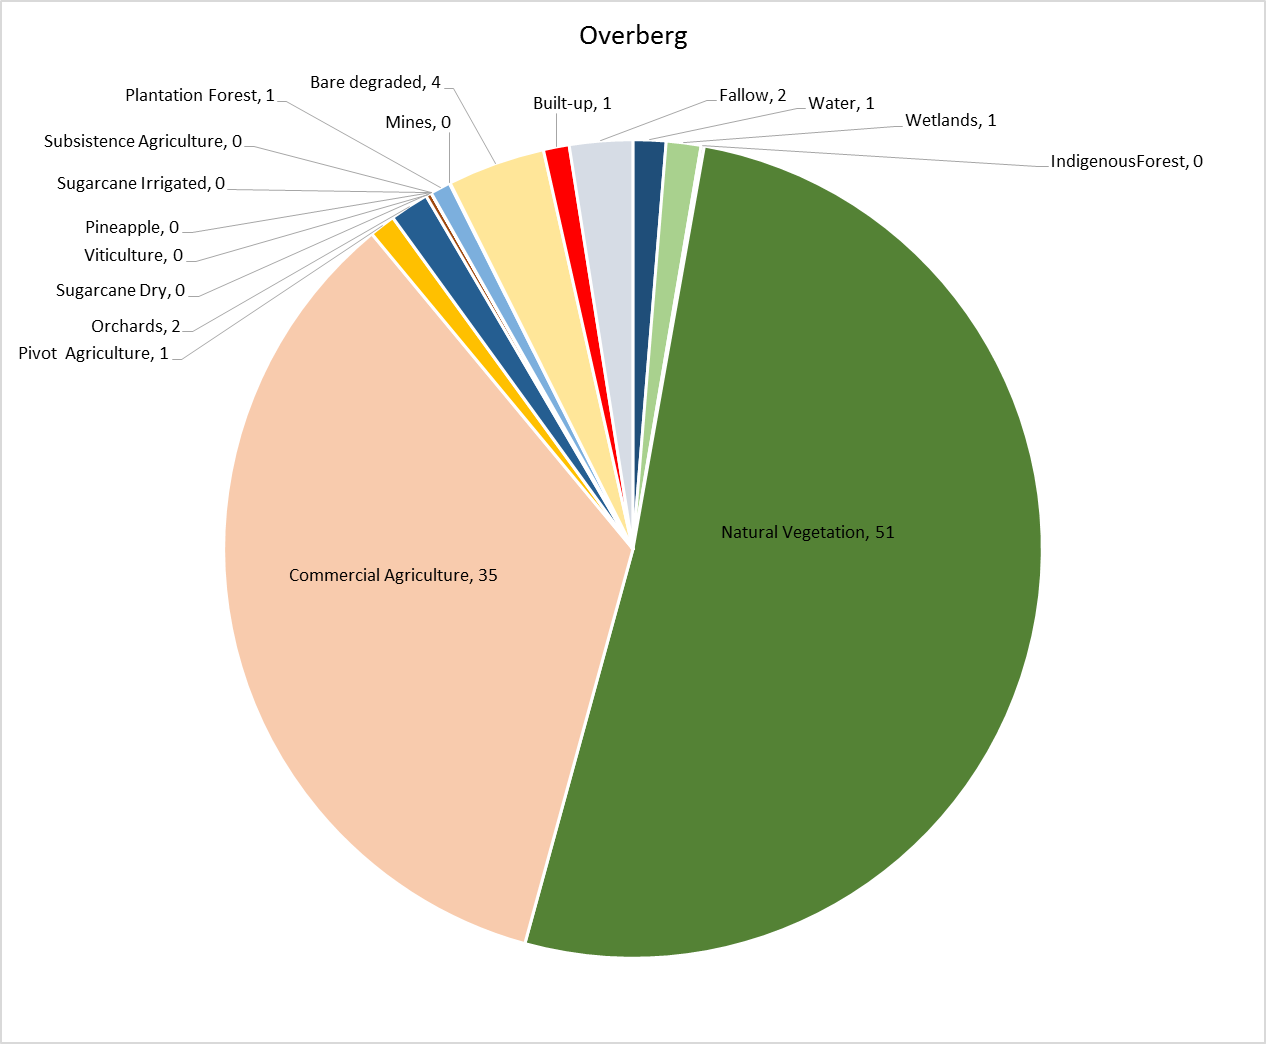 Overberg
Bare degraded, 4
Plantation Forest, 1
Built-up, 1
Fallow, 2
Water, 1
Mines, 0
Wetlands, 1
Subsistence Agriculture, 0
IndigenousForest, 0
Sugarcane Irrigated, 0
Pineapple, 0
Viticulture, 0
Sugarcane Dry, 0
Orchards, 2
Pivot  Agriculture, 1
Natural Vegetation, 51
Commercial Agriculture, 35